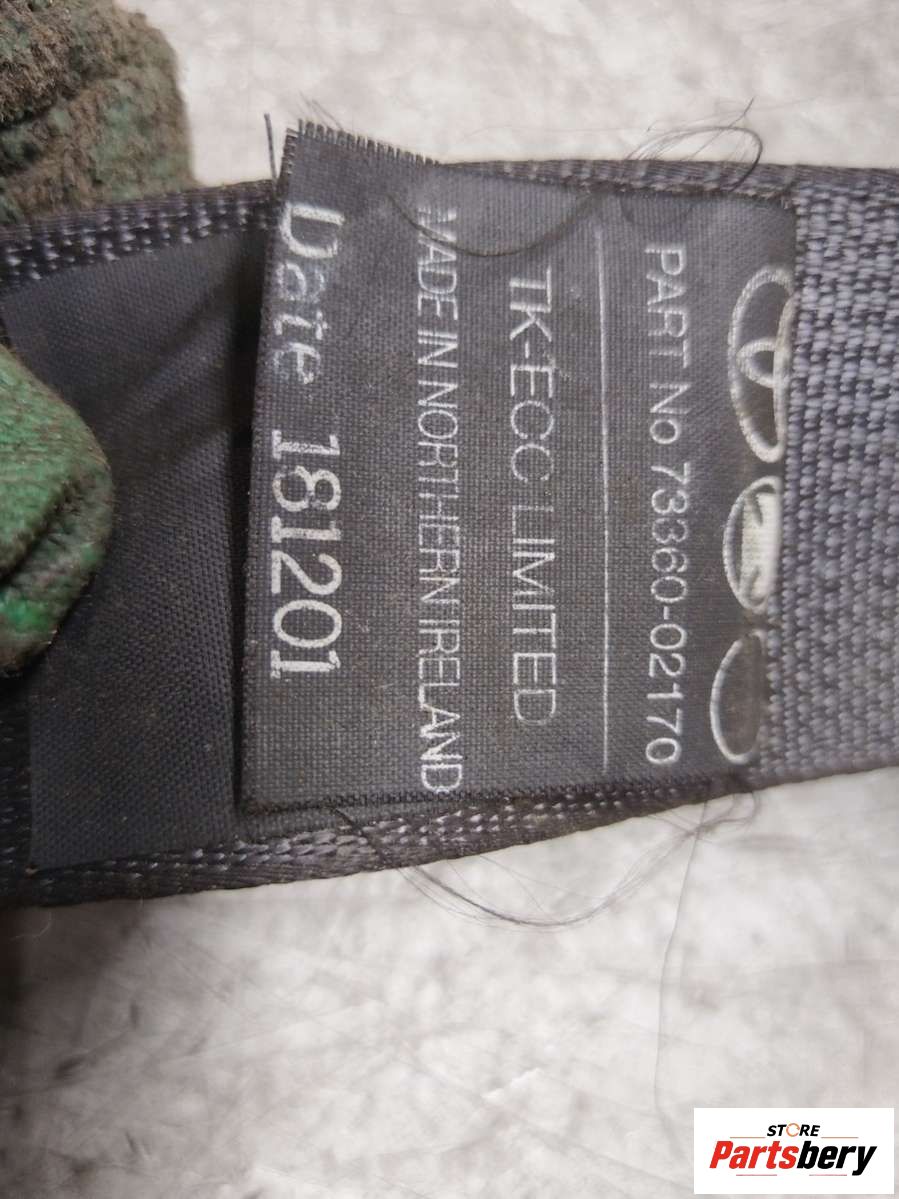 PART No 73360-02170
TK-ECC LIMITED
MADE IN NORTHERN IRELAND
Date 181201
STORE
Partsbery